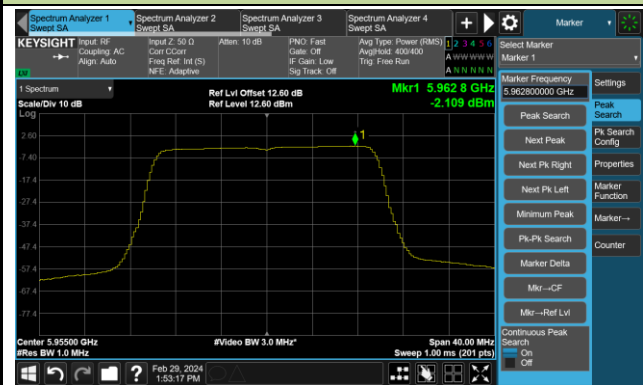 Spectrum Analyzer 1
Swept SA
Spectrum Analyzer 2
Swept SA
Spectrum Analyzer 3
Swept SA
Spectrum Analyzer 4
Swept SA
Marker
KEYSIGHT
Input: RF
Coupling: AC
Align: Auto
Input Z: 50 Ω
Corr CCorr
Freq Ref: Int (S)
NFE: Adaptive
Atten: 10 dB
PNO: Fast
Gate: Off
IF Gain: Low
Sig Track: Off
Avg Type: Power (RMS)
Avg|Hold: 400/400
Trig: Free Run
1 2 3 4 5 6
A W W W W W
A N N N N N
LXI
Select Marker
Marker 1
1 Spectrum
Scale/Div 10 dB
Log
Ref Lvl Offset 12.60 dB
Ref Level 12.60 dBm
Mkr1 5.962 8 GHz
-2.109 dBm
1
2.60
-7.40
-17.4
-27.4
-37.4
-47.4
-57.4
-67.4
-77.4
Center 5.95500 GHz
#Res BW 1.0 MHz
#Video BW 3.0 MHz*
Span 40.00 MHz
Sweep 1.00 ms (201 pts)
Marker Frequency
5.962800000 GHz
Peak Search
Next Peak
Next Pk Right
Next Pk Left
Minimum Peak
Pk-Pk Search
Marker Delta
Mkr→CF
Mkr→Ref Lvl
Continuous Peak
Search
On
Off
Settings
Peak
Search
Pk Search
Config
Properties
Marker
Function
Marker→
Counter
?
Feb 29, 2024
1:53:17 PM